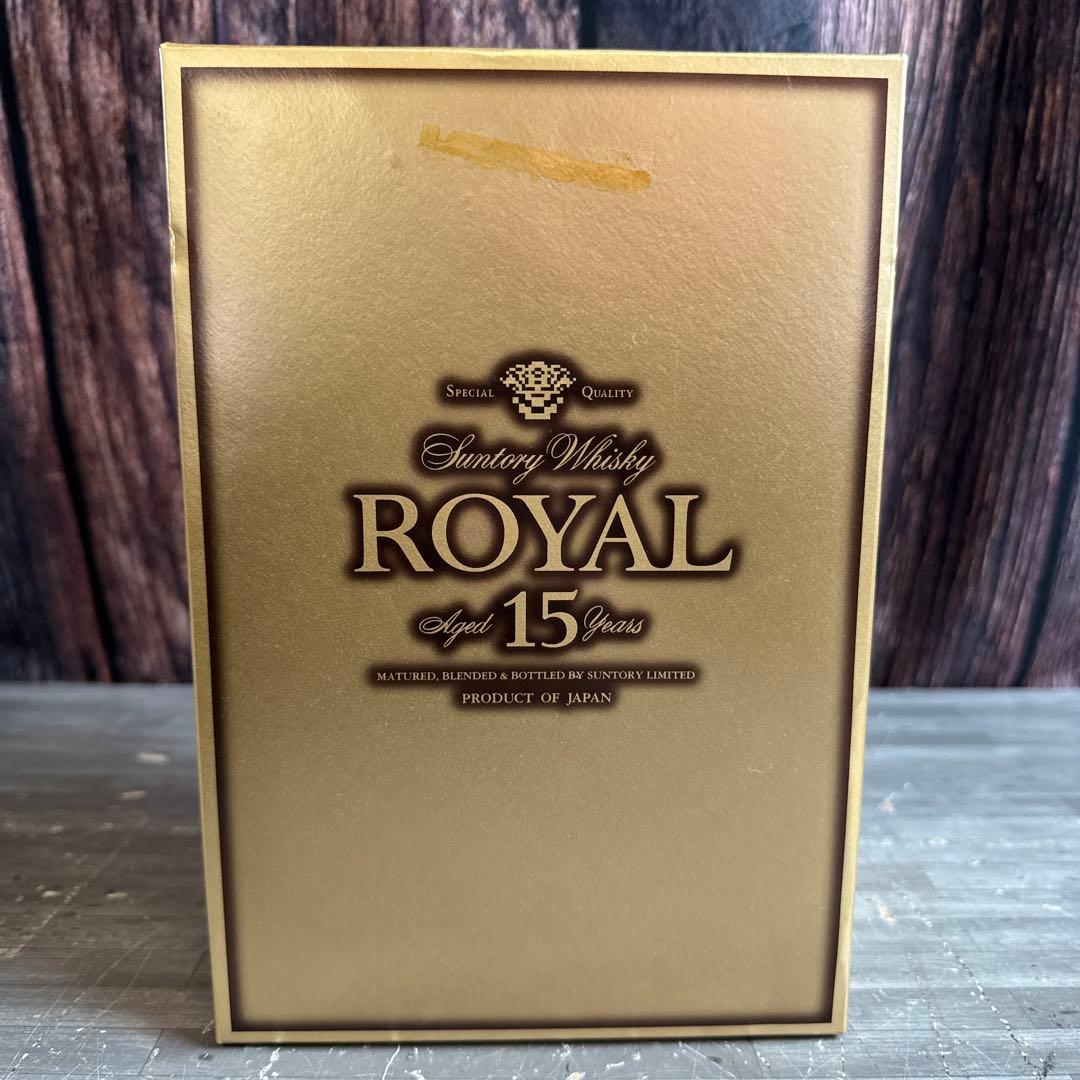 SPECIAL QUALITY
Suntory Whisky
ROYAL
Aged 15 Years
MATURED, BLENDED & BOTTLED BY SUNTORY LIMITED
PRODUCT OF JAPAN